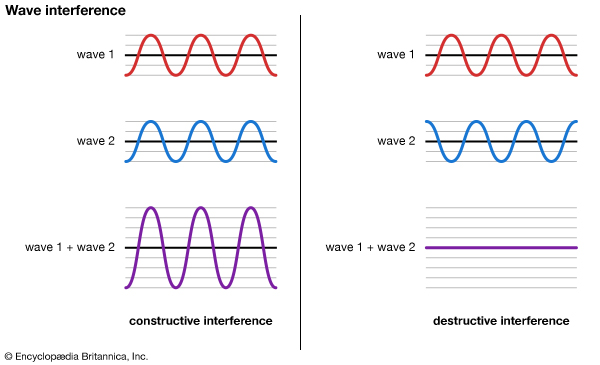 Wave interference
wave 1
wave 2
wave 1 + wave 2
constructive interference
wave 1
wave 2
wave 1 + wave 2
destructive interference
© Encyclopædia Britannica, Inc.